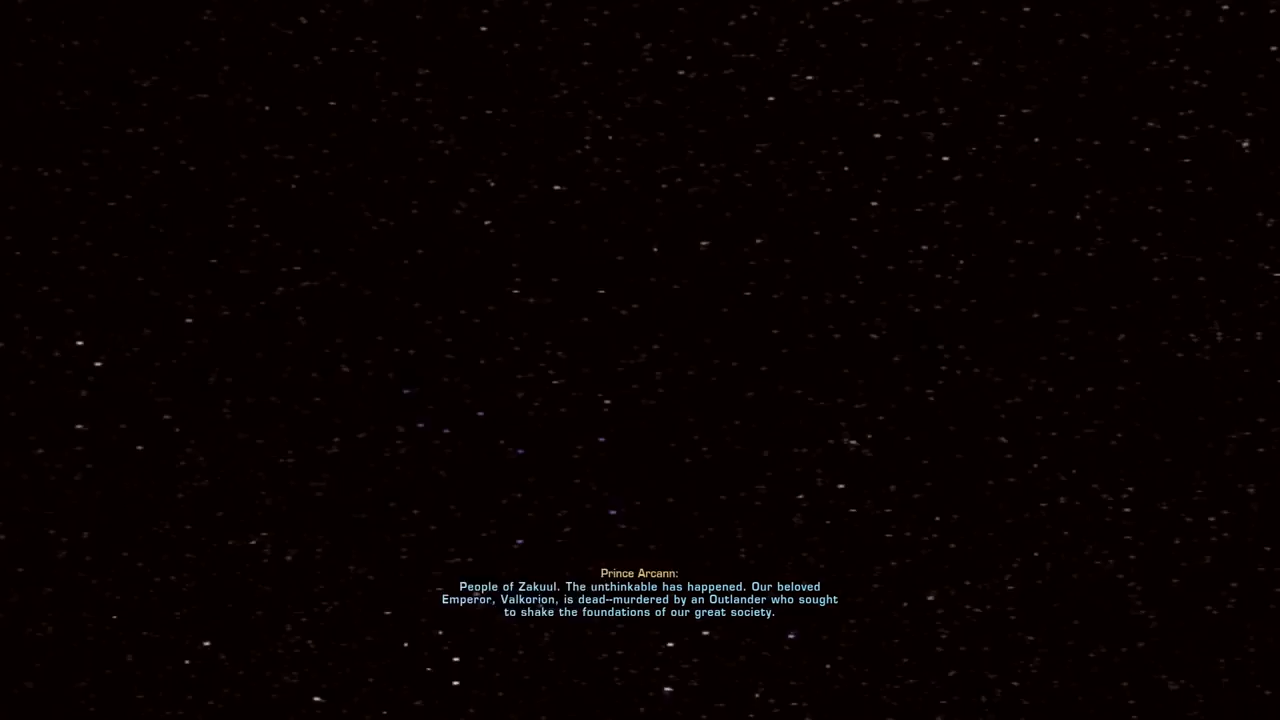 Prince Arcann:
People of Zakuul. The unthinkable has happened. Our beloved
Emperor, Valkorion, is dead--murdered by an Outlander who sought
to shake the foundations of our great society.